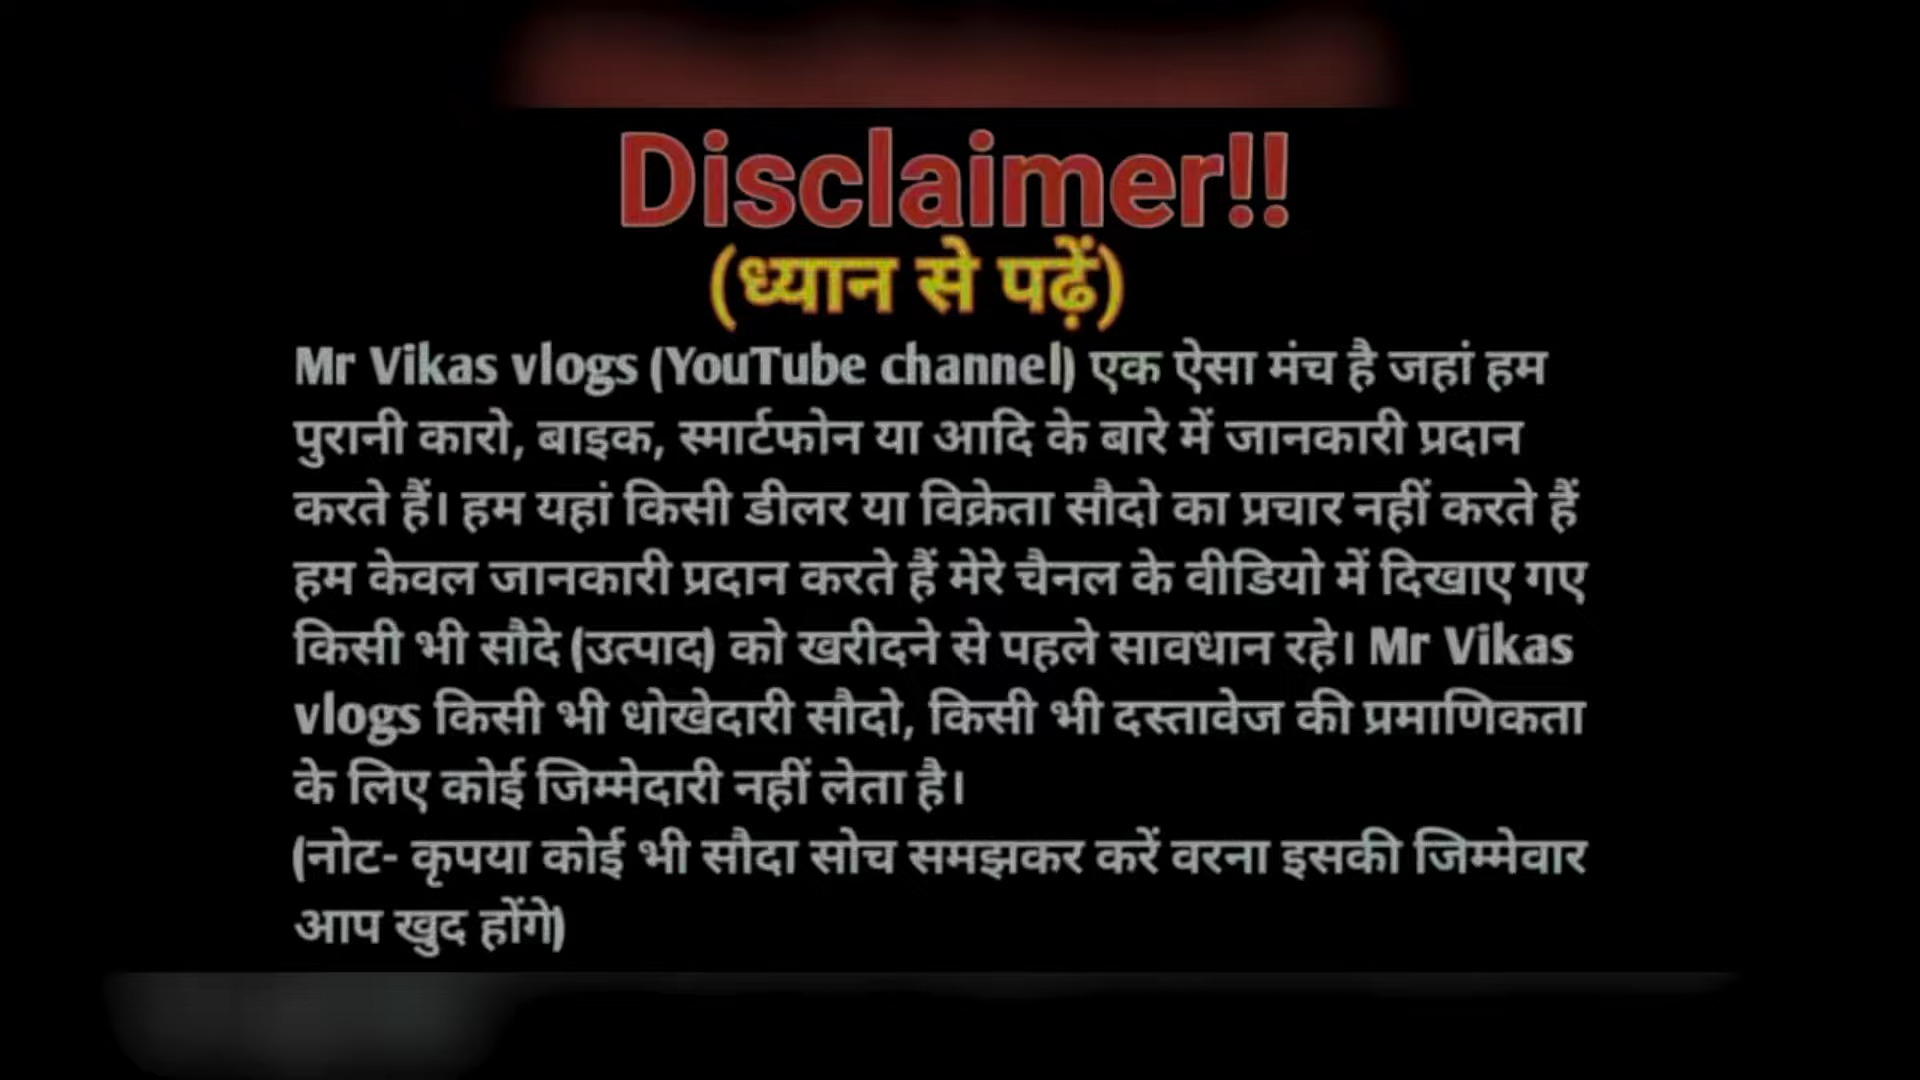 Disclaimer!!
(ध्यान से पढ़ें)
Mr Vikas vlogs (YouTube channel) एक ऐसा मंच है जहां हम
पुरानी कारो, बाइक, स्मार्टफोन या आदि के बारे में जानकारी प्रदान
करते हैं। हम यहां किसी डीलर या विक्रेता सौदो का प्रचार नहीं करते हैं
हम केवल जानकारी प्रदान करते हैं मेरे चैनल के वीडियो में दिखाए गए
किसी भी सौदे (उत्पाद) को खरीदने से पहले सावधान रहे। Mr Vikas
vlogs किसी भी धोखेदारी सौदो, किसी भी दस्तावेज की प्रमाणिकता
के लिए कोई जिम्मेदारी नहीं लेता है।
(नोट- कृपया कोई भी सौदा सोच समझकर करें वरना इसकी जिम्मेवार
आप खुद होंगे)